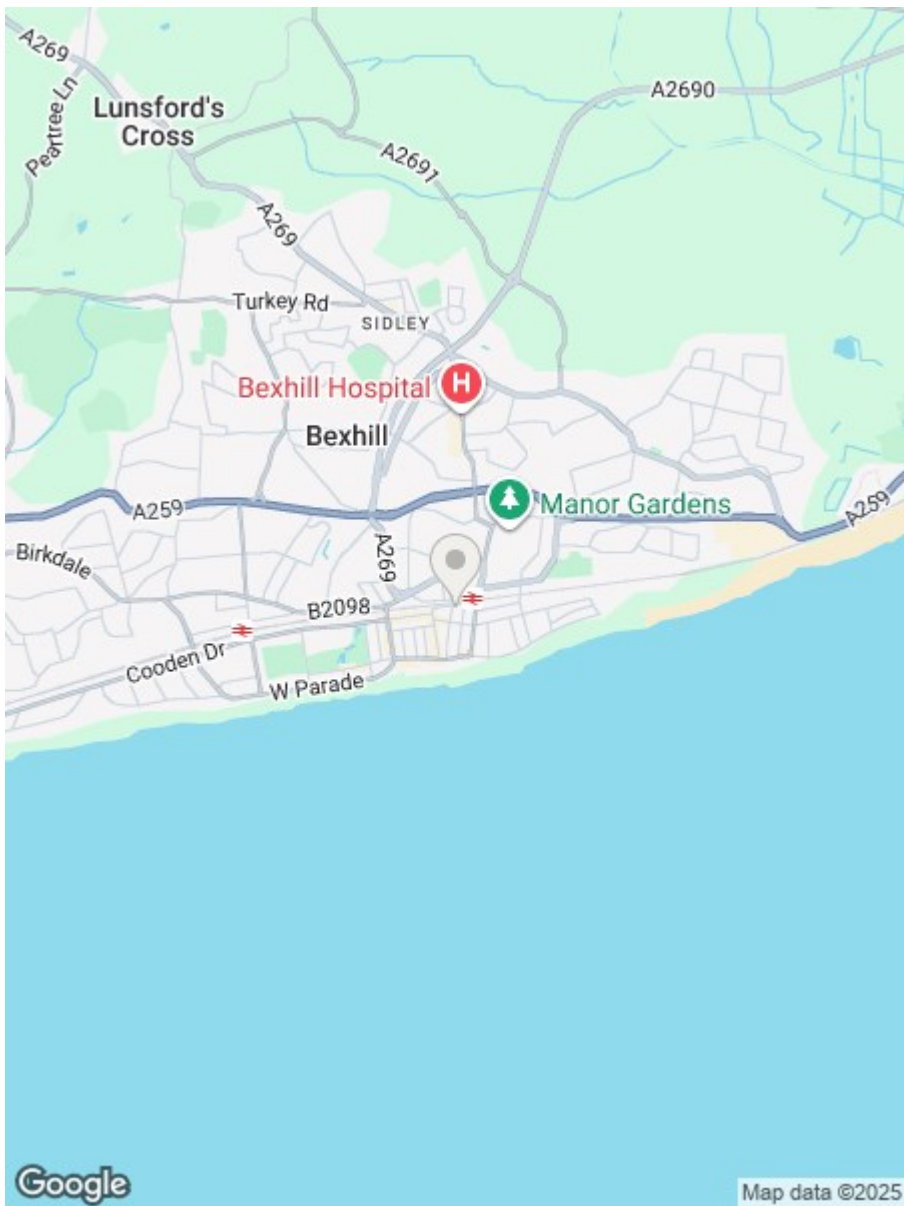 A269
Peartree Ln
Lunsford's
Cross
A2690
A2691
A269
Turkey Rd
SIDLEY
Bexhill Hospital
H
Bexhill
Manor Gardens
A259
A259
Birkdale
A269
B2098
Cooden Dr
W Parade
Google
Map data ©2025